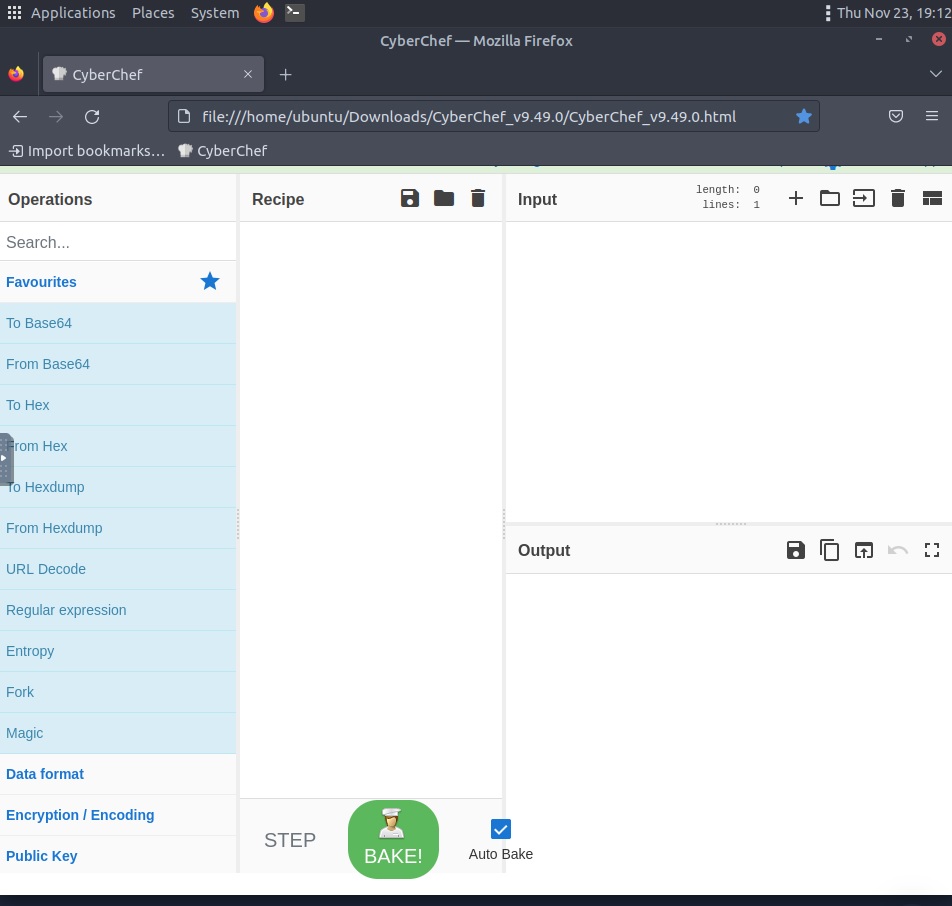 Applications Places System Thu Nov 23, 19:12
CyberChef — Mozilla Firefox
CyberChef
file:///home/ubuntu/Downloads/CyberChef_v9.49.0/CyberChef_v9.49.0.html
Import bookmarks… CyberChef
Operations
Search...
Favourites
To Base64
From Base64
To Hex
From Hex
To Hexdump
From Hexdump
URL Decode
Regular expression
Entropy
Fork
Magic
Data format
Encryption / Encoding
Public Key
Recipe
STEP
BAKE!
Auto Bake
Input
length: 0
lines: 1
Output